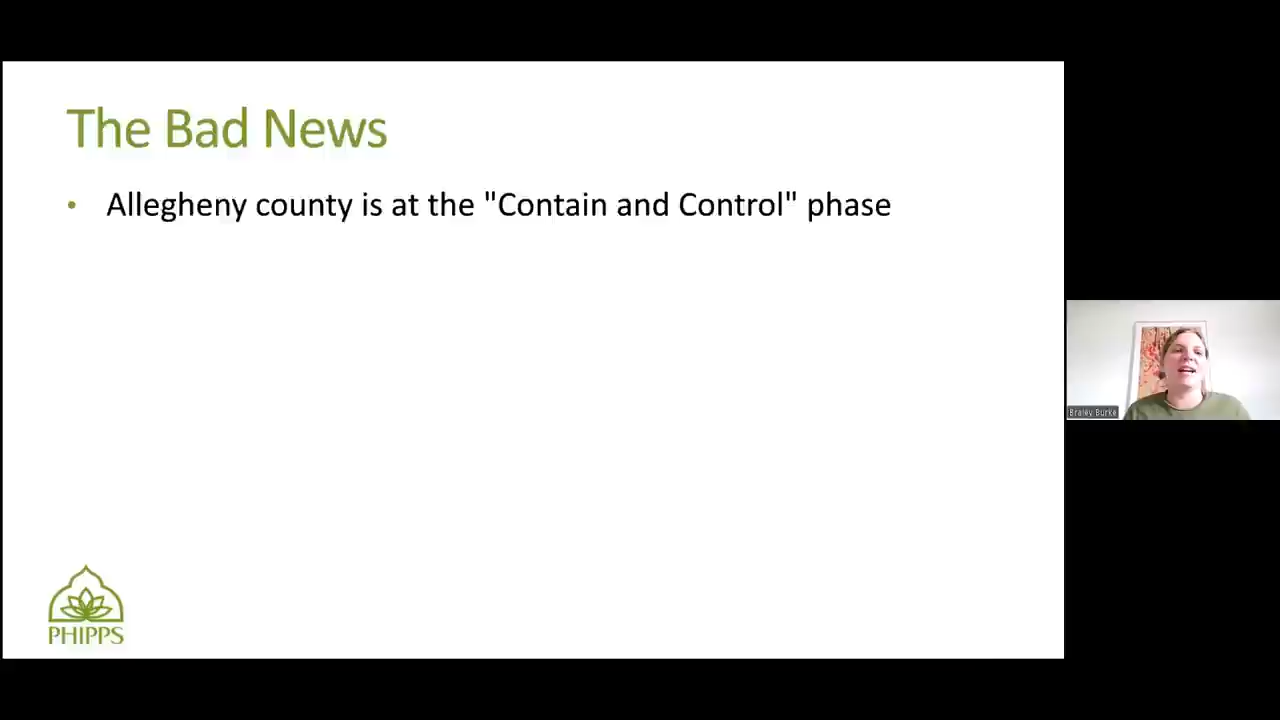 The Bad News
• Allegheny county is at the "Contain and Control" phase
Braley Burke
PHIPPS